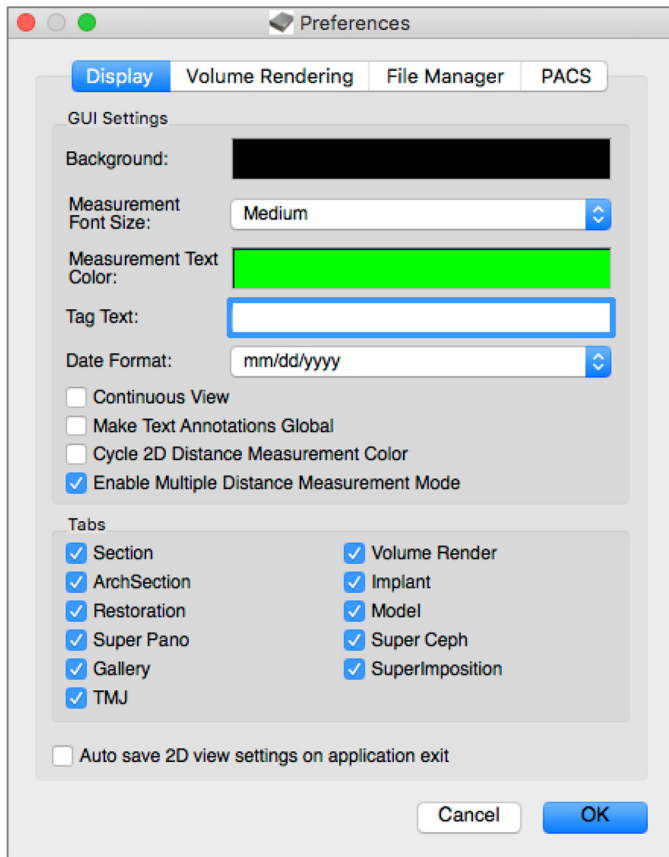 Preferences
Display Volume Rendering File Manager PACS
GUI Settings
Background:
Measurement
Font Size: Medium
Measurement Text
Color:
Tag Text:
Date Format: mm/dd/yyyy
Continuous View
Make Text Annotations Global
Cycle 2D Distance Measurement Color
Enable Multiple Distance Measurement Mode
Tabs
Section Volume Render
ArchSection Implant
Restoration Model
Super Pano Super Ceph
Gallery SuperImposition
TMJ
Auto save 2D view settings on application exit
Cancel OK